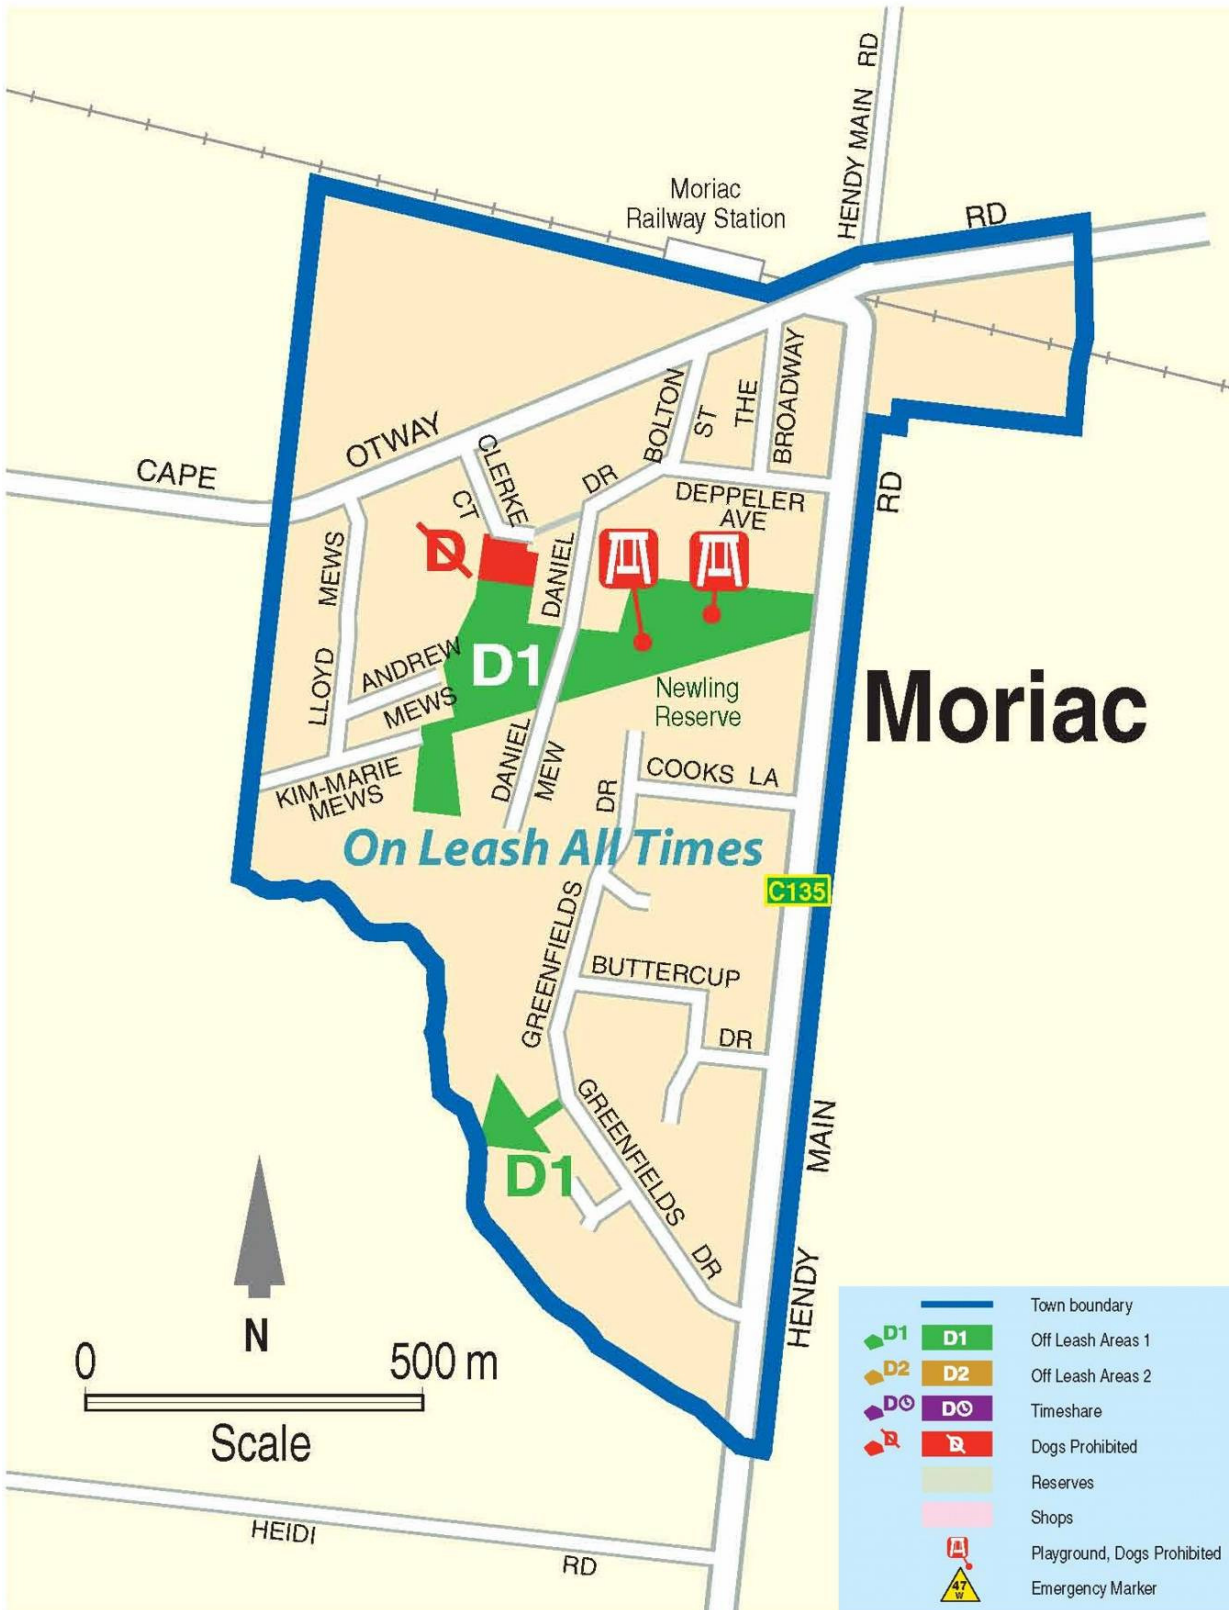 HENDY MAIN RD
Moriac
Railway Station
RD
CAPE
OTWAY
CLERKE
CT
BOLTON
ST
THE
BROADWAY
DR
DEPPELER
AVE
RD
D
DANIEL
MEWS
LLOYD
ANDREW
MEWS
D1
Newling
Reserve
Moriac
KIM-MARIE
MEWS
DANIEL
MEW
DR
COOKS LA
On Leash All Times
C135
GREENFIELDS
BUTTERCUP
DR
GREENFIELDS
DR
D1
MAIN
HENDY
N
0 500 m
Scale
HEIDI
RD
Town boundary
D1 D1 Off Leash Areas 1
D2 D2 Off Leash Areas 2
D D Timeshare
D D Dogs Prohibited
Reserves
Shops
Playground, Dogs Prohibited
47
W
Emergency Marker